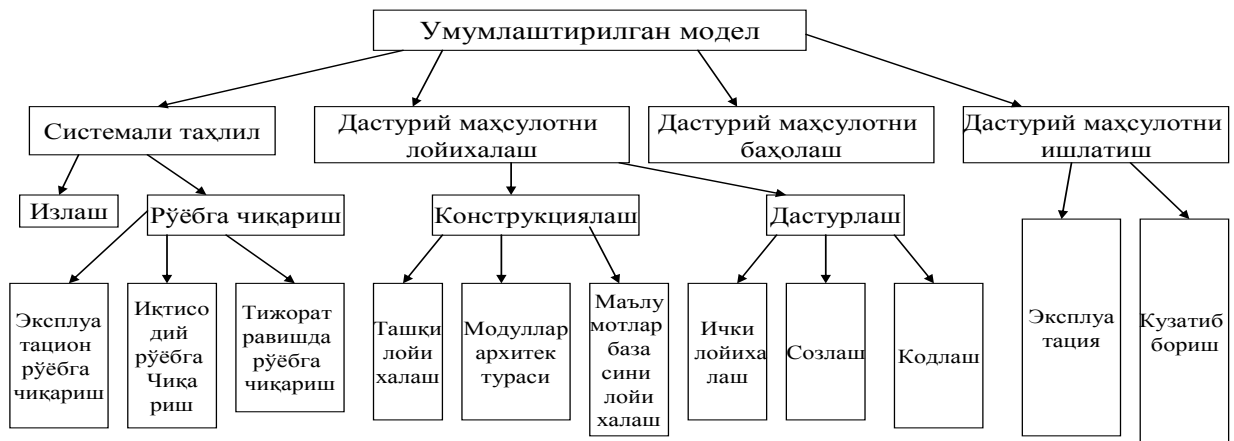 Умумлаштирилган модел
Системали таҳлил
Дастурий маҳсулотни
лойихалаш
Дастурий маҳсулотни
баҳолаш
Дастурий маҳсулотни
ишлатиш
Излаш
Рўёбга чиқариш
Конструкциялаш
Дастурлаш
Эксплуа
тацион
рўёбга
чиқариш
Иқтисо
дий
рўёбга
Чиқа
риш
Тижорат
равишда
рўёбга
чиқариш
Ташқи
лойи
халаш
Модуллар
архитек
тураси
Маълу
мотлар
база
сини
лойи
халаш
Ички
лойиха
лаш
Созлаш
Кодлаш
Эксплуа
тация
Кузатиб
бориш